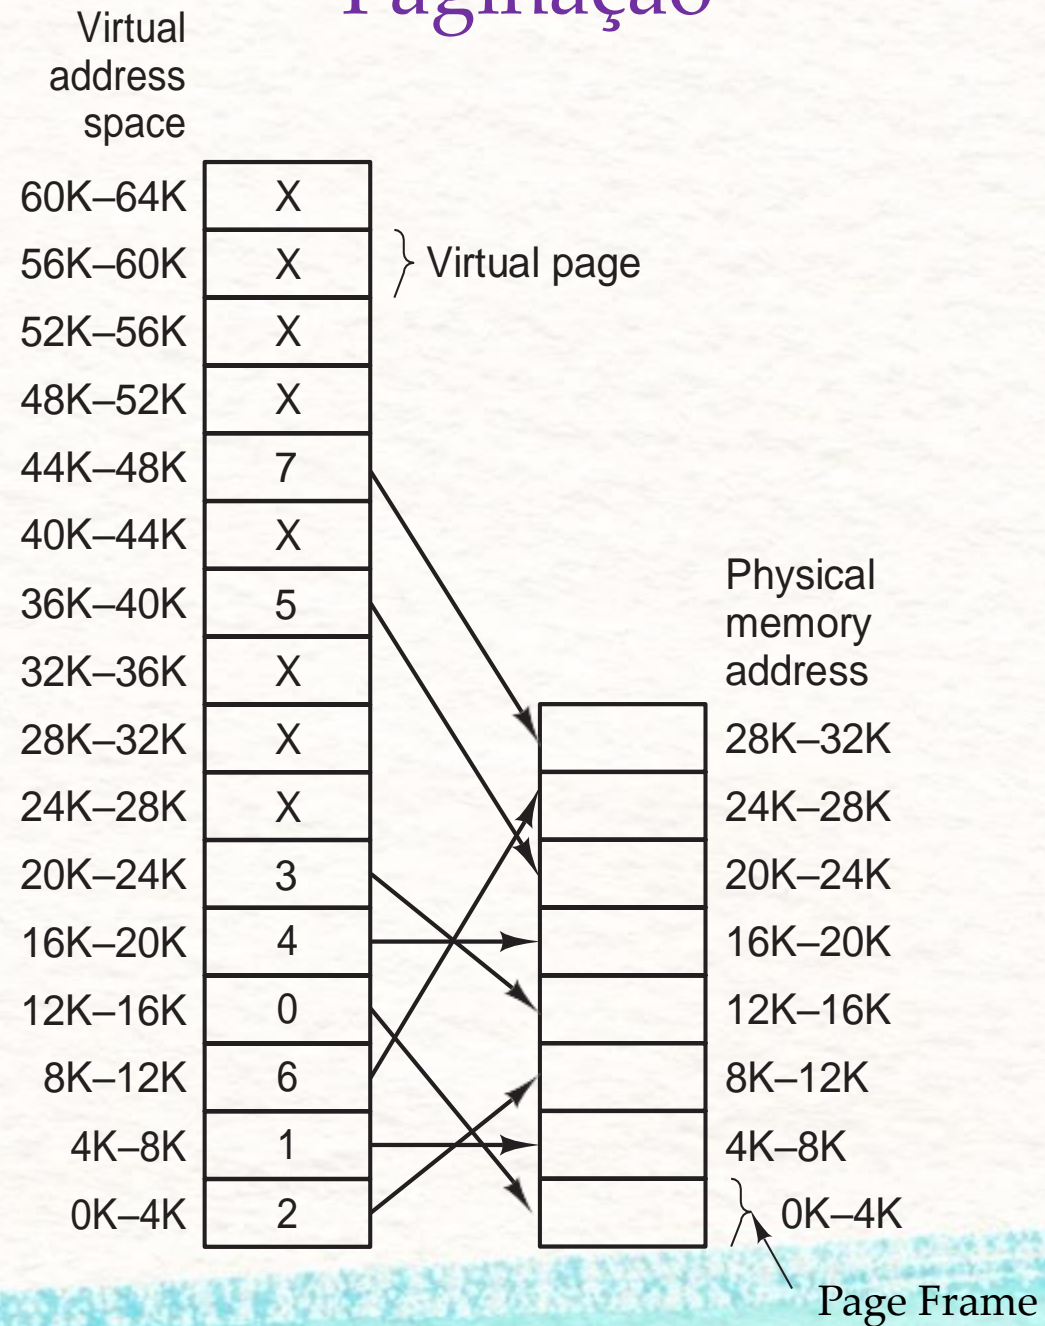 Paginação
Virtual
address
space
60K–64K X
56K–60K X Virtual page
52K–56K X
48K–52K X
44K–48K 7
40K–44K X
36K–40K 5
32K–36K X
28K–32K X
24K–28K X
20K–24K 3
16K–20K 4
12K–16K 0
8K–12K 6
4K–8K 1
0K–4K 2
Physical
memory
address
28K–32K
24K–28K
20K–24K
16K–20K
12K–16K
8K–12K
4K–8K
0K–4K
Page Frame